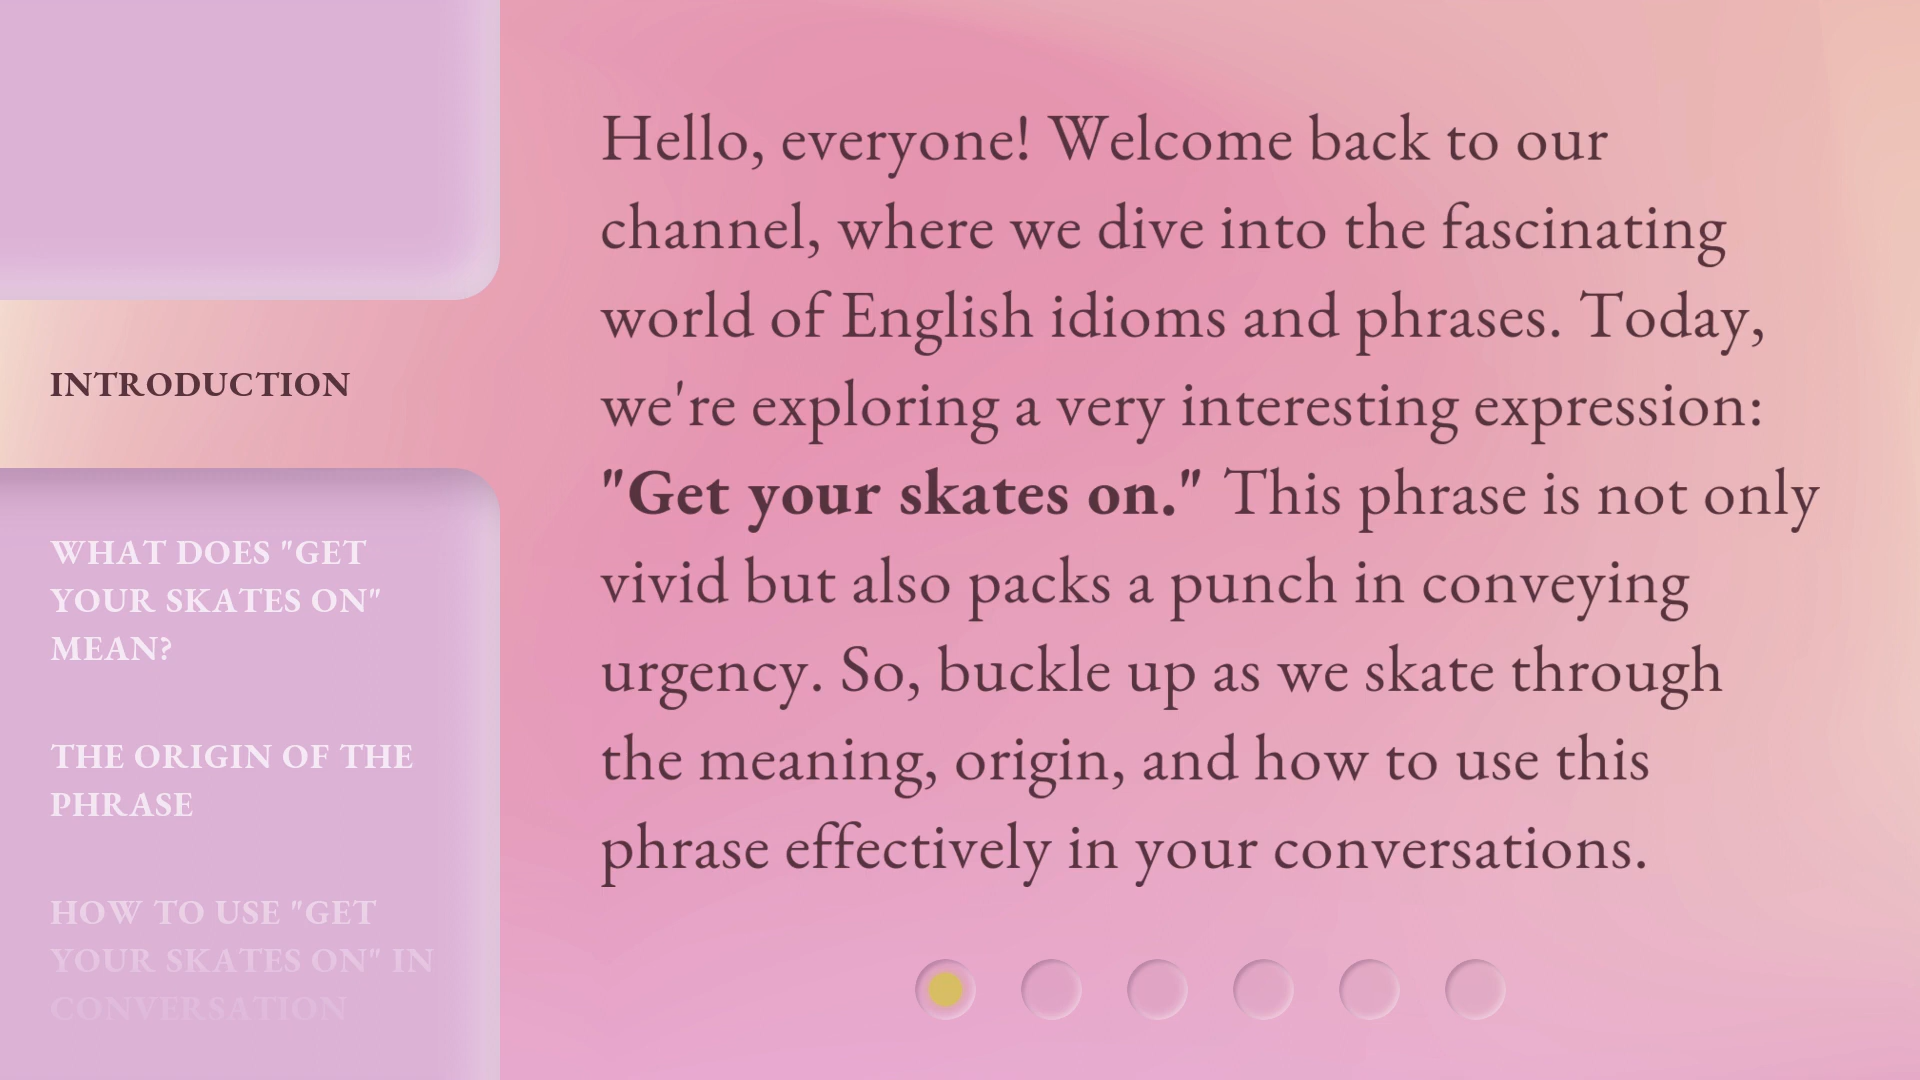 INTRODUCTION
WHAT DOES "GET
YOUR SKATES ON"
MEAN?
THE ORIGIN OF THE
PHRASE
HOW TO USE "GET
YOUR SKATES ON" IN
CONVERSATION
Hello, everyone! Welcome back to our
channel, where we dive into the fascinating
world of English idioms and phrases. Today,
we're exploring a very interesting expression:
"Get your skates on." This phrase is not only
vivid but also packs a punch in conveying
urgency. So, buckle up as we skate through
the meaning, origin, and how to use this
phrase effectively in your conversations.